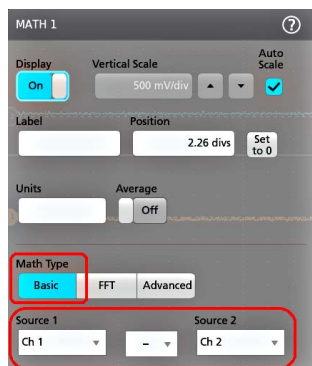 MATH 1
?
Display
Vertical Scale
Auto
Scale
On
500 mV/div
Label
Position
2.26 divs
Set
to 0
Units
Average
Off
Math Type
Basic
FFT
Advanced
Source 1
Source 2
Ch 1
–
Ch 2